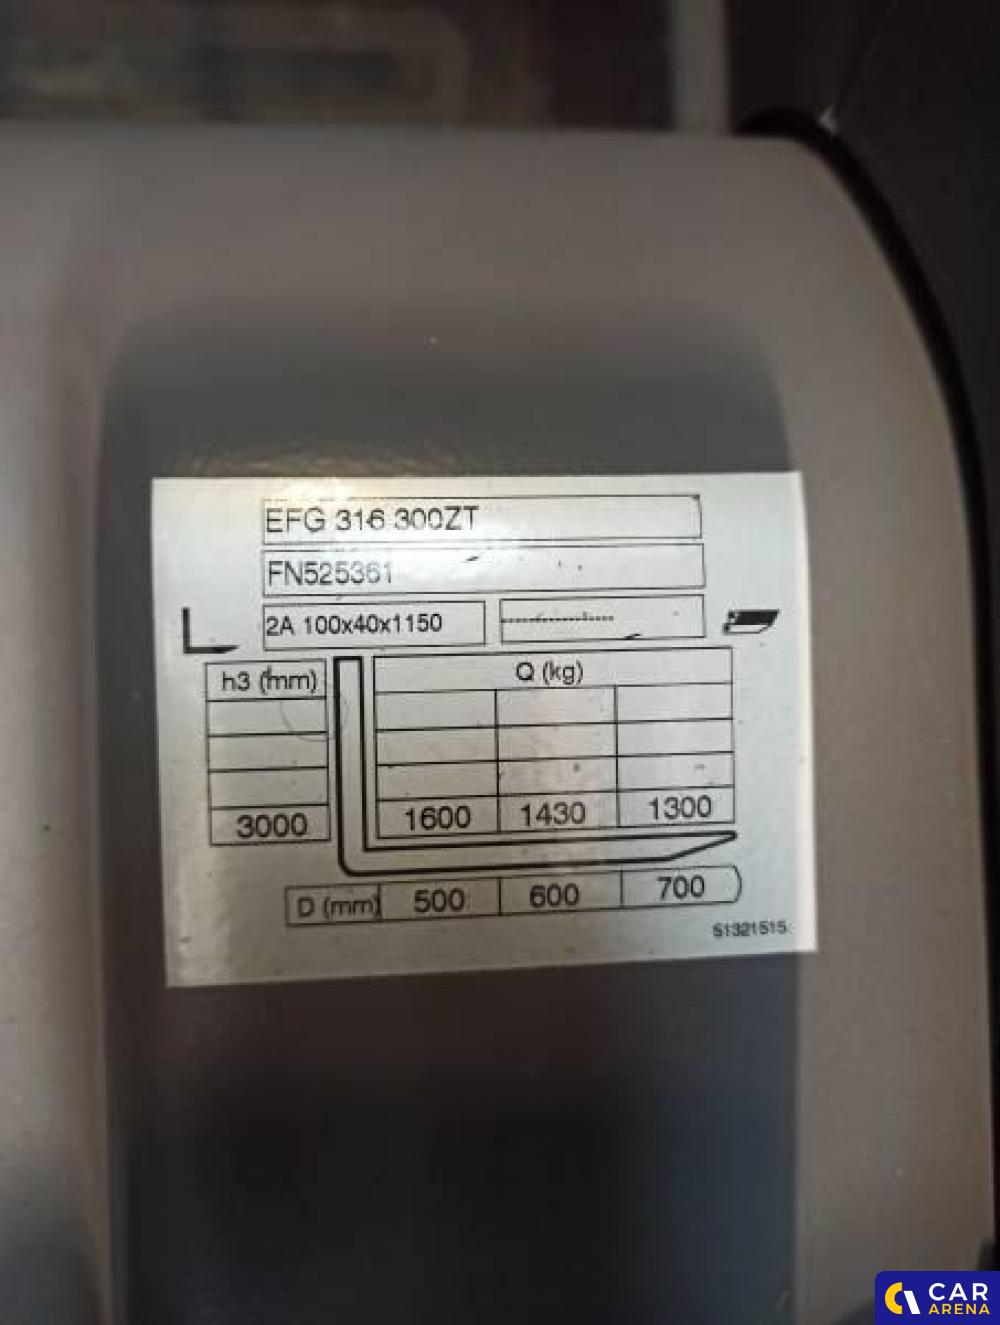 EFG 316 300ZT
FN525361
2A 100x40x1150
h3 (mm)
Q (kg)
3000
1600
1430
1300
D (mm)
500
600
700
51321515
CAR
ARENA